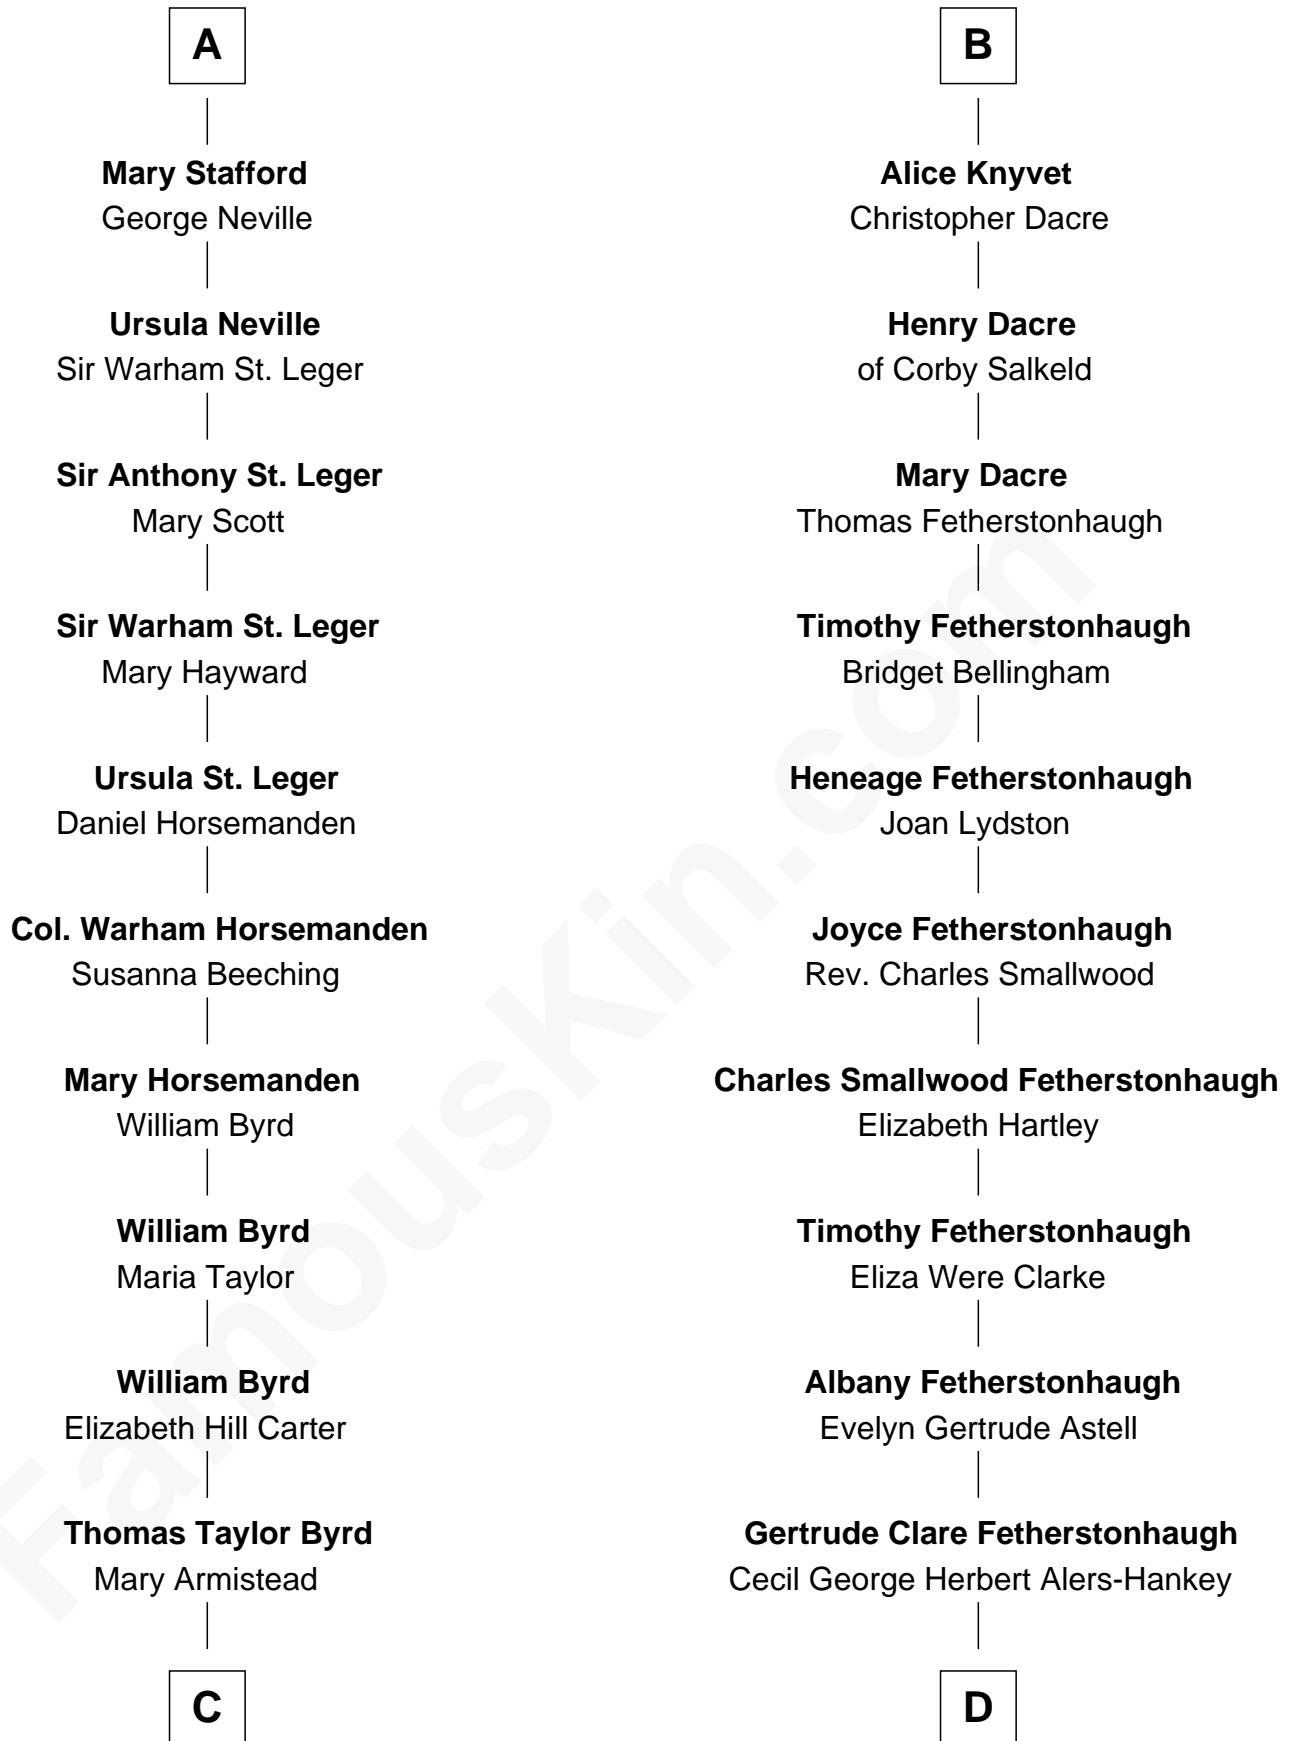 A
Mary Stafford
George Neville
Ursula Neville
Sir Warham St. Leger
Sir Anthony St. Leger
Mary Scott
Sir Warham St. Leger
Mary Hayward
Ursula St. Leger
Daniel Horsemanden
Col. Warham Horsemanden
Susanna Beeching
Mary Horsemanden
William Byrd
William Byrd
Maria Taylor
William Byrd
Elizabeth Hill Carter
Thomas Taylor Byrd
Mary Armistead
C
B
Alice Knyvet
Christopher Dacre
Henry Dacre
of Corby Salkeld
Mary Dacre
Thomas Fetherstonhaugh
Timothy Fetherstonhaugh
Bridget Bellingham
Heneage Fetherstonhaugh
Joan Lydston
Joyce Fetherstonhaugh
Rev. Charles Smallwood
Charles Smallwood Fetherstonhaugh
Elizabeth Hartley
Timothy Fetherstonhaugh
Eliza Were Clarke
Albany Fetherstonhaugh
Evelyn Gertrude Astell
Gertrude Clare Fetherstonhaugh
Cecil George Herbert Alers-Hankey
D
FamousKin.com